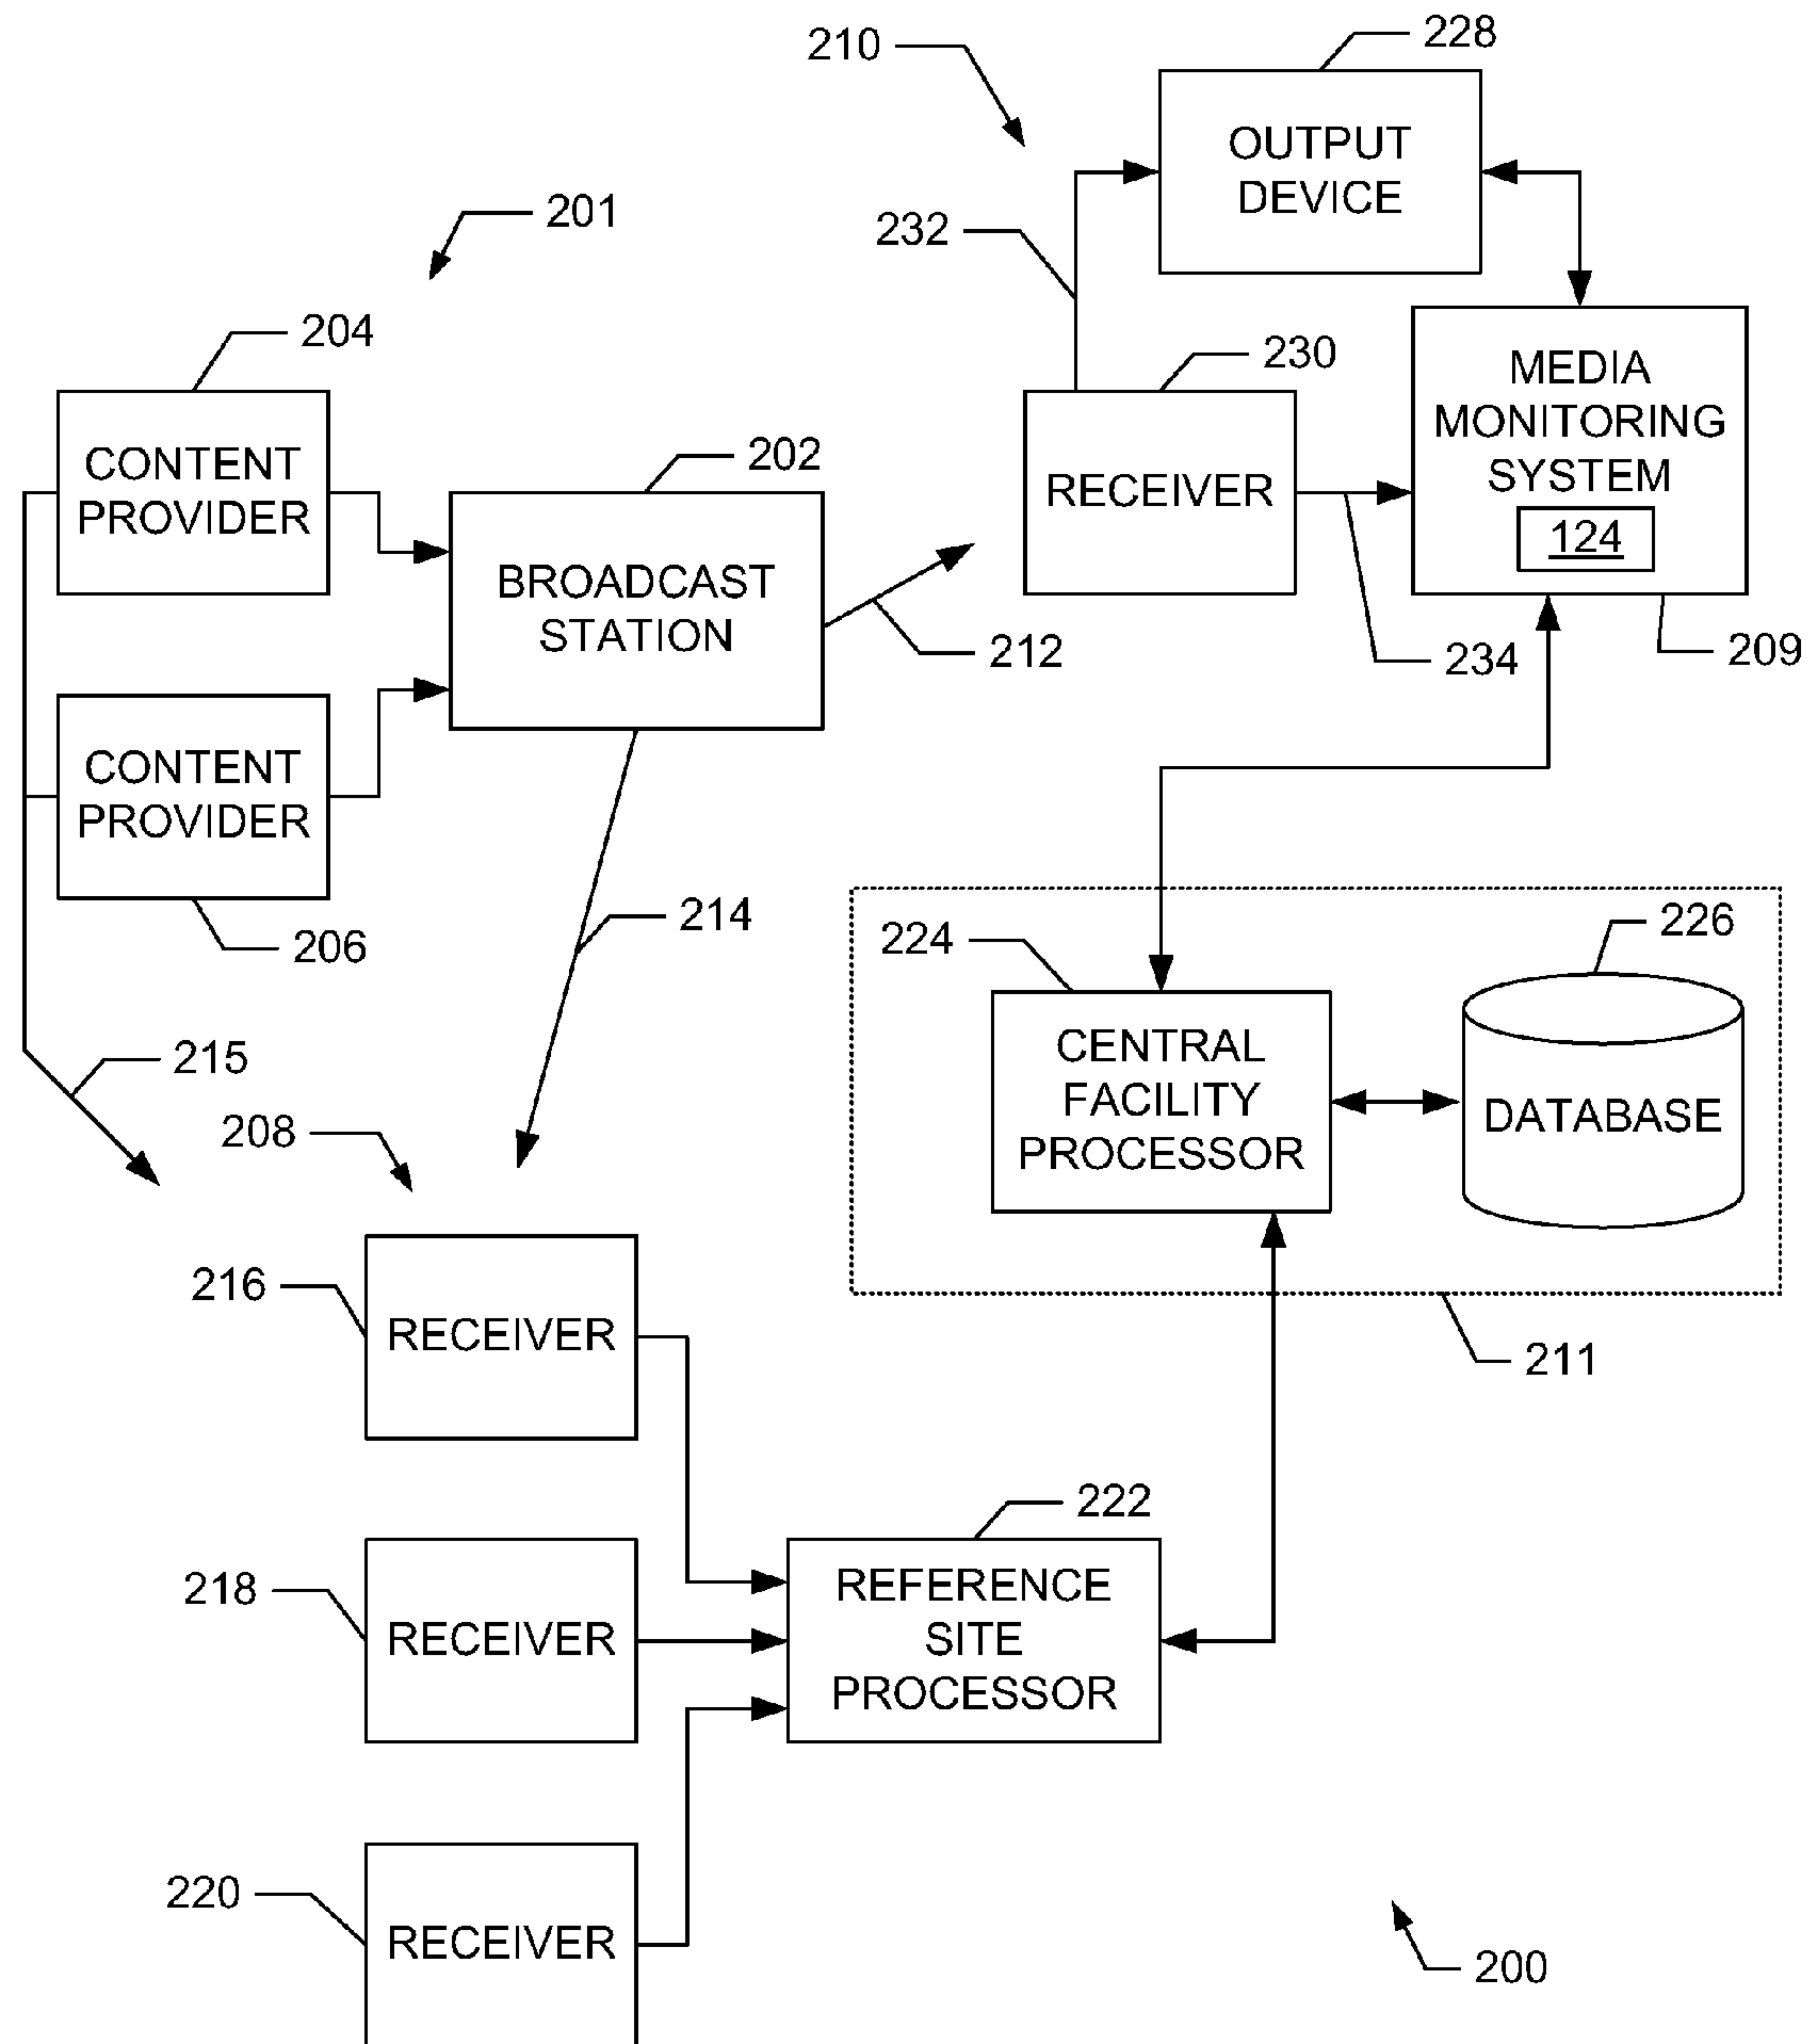 228
210
OUTPUT
DEVICE
201
232
204
230
MEDIA
MONITORING
SYSTEM
124
CONTENT
PROVIDER
202
RECEIVER
BROADCAST
STATION
212
234
209
CONTENT
PROVIDER
206
214
224
226
215
CENTRAL
FACILITY
PROCESSOR
DATABASE
208
216
RECEIVER
211
222
218
RECEIVER
REFERENCE
SITE
PROCESSOR
220
RECEIVER
200